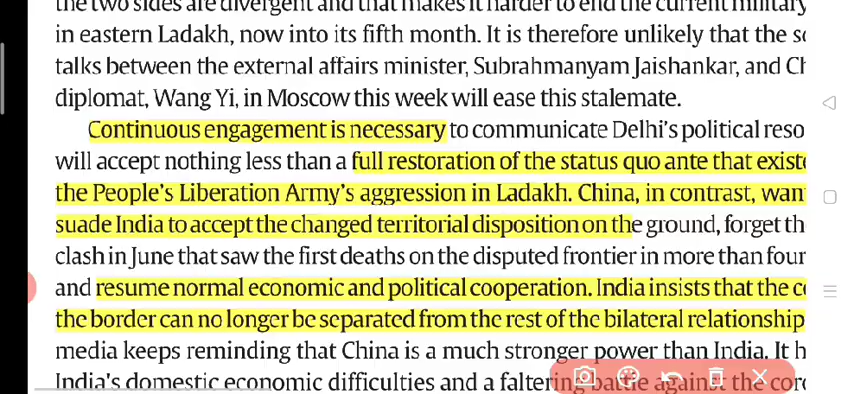 the two sides are divergent and that makes it harder to end the current military
in eastern Ladakh, now into its fifth month. It is therefore unlikely that the
talks between the external affairs minister, Subrahmanyam Jaishankar, and
diplomat, Wang Yi, in Moscow this week will ease this stalemate.
Continuous engagement is necessary to communicate Delhi's political
will accept nothing less than a full restoration of the status quo ante that
the People's Liberation Army's aggression in Ladakh. China, in contrast,
suade India to accept the changed territorial disposition on the ground, forget
clash in June that saw the first deaths on the disputed frontier in more than four
and resume normal economic and political cooperation. India insists that the
the border can no longer be separated from the rest of the bilateral relationship
media keeps reminding that China is a much stronger power than India. It
India's domestic economic difficulties and a faltering battle against the